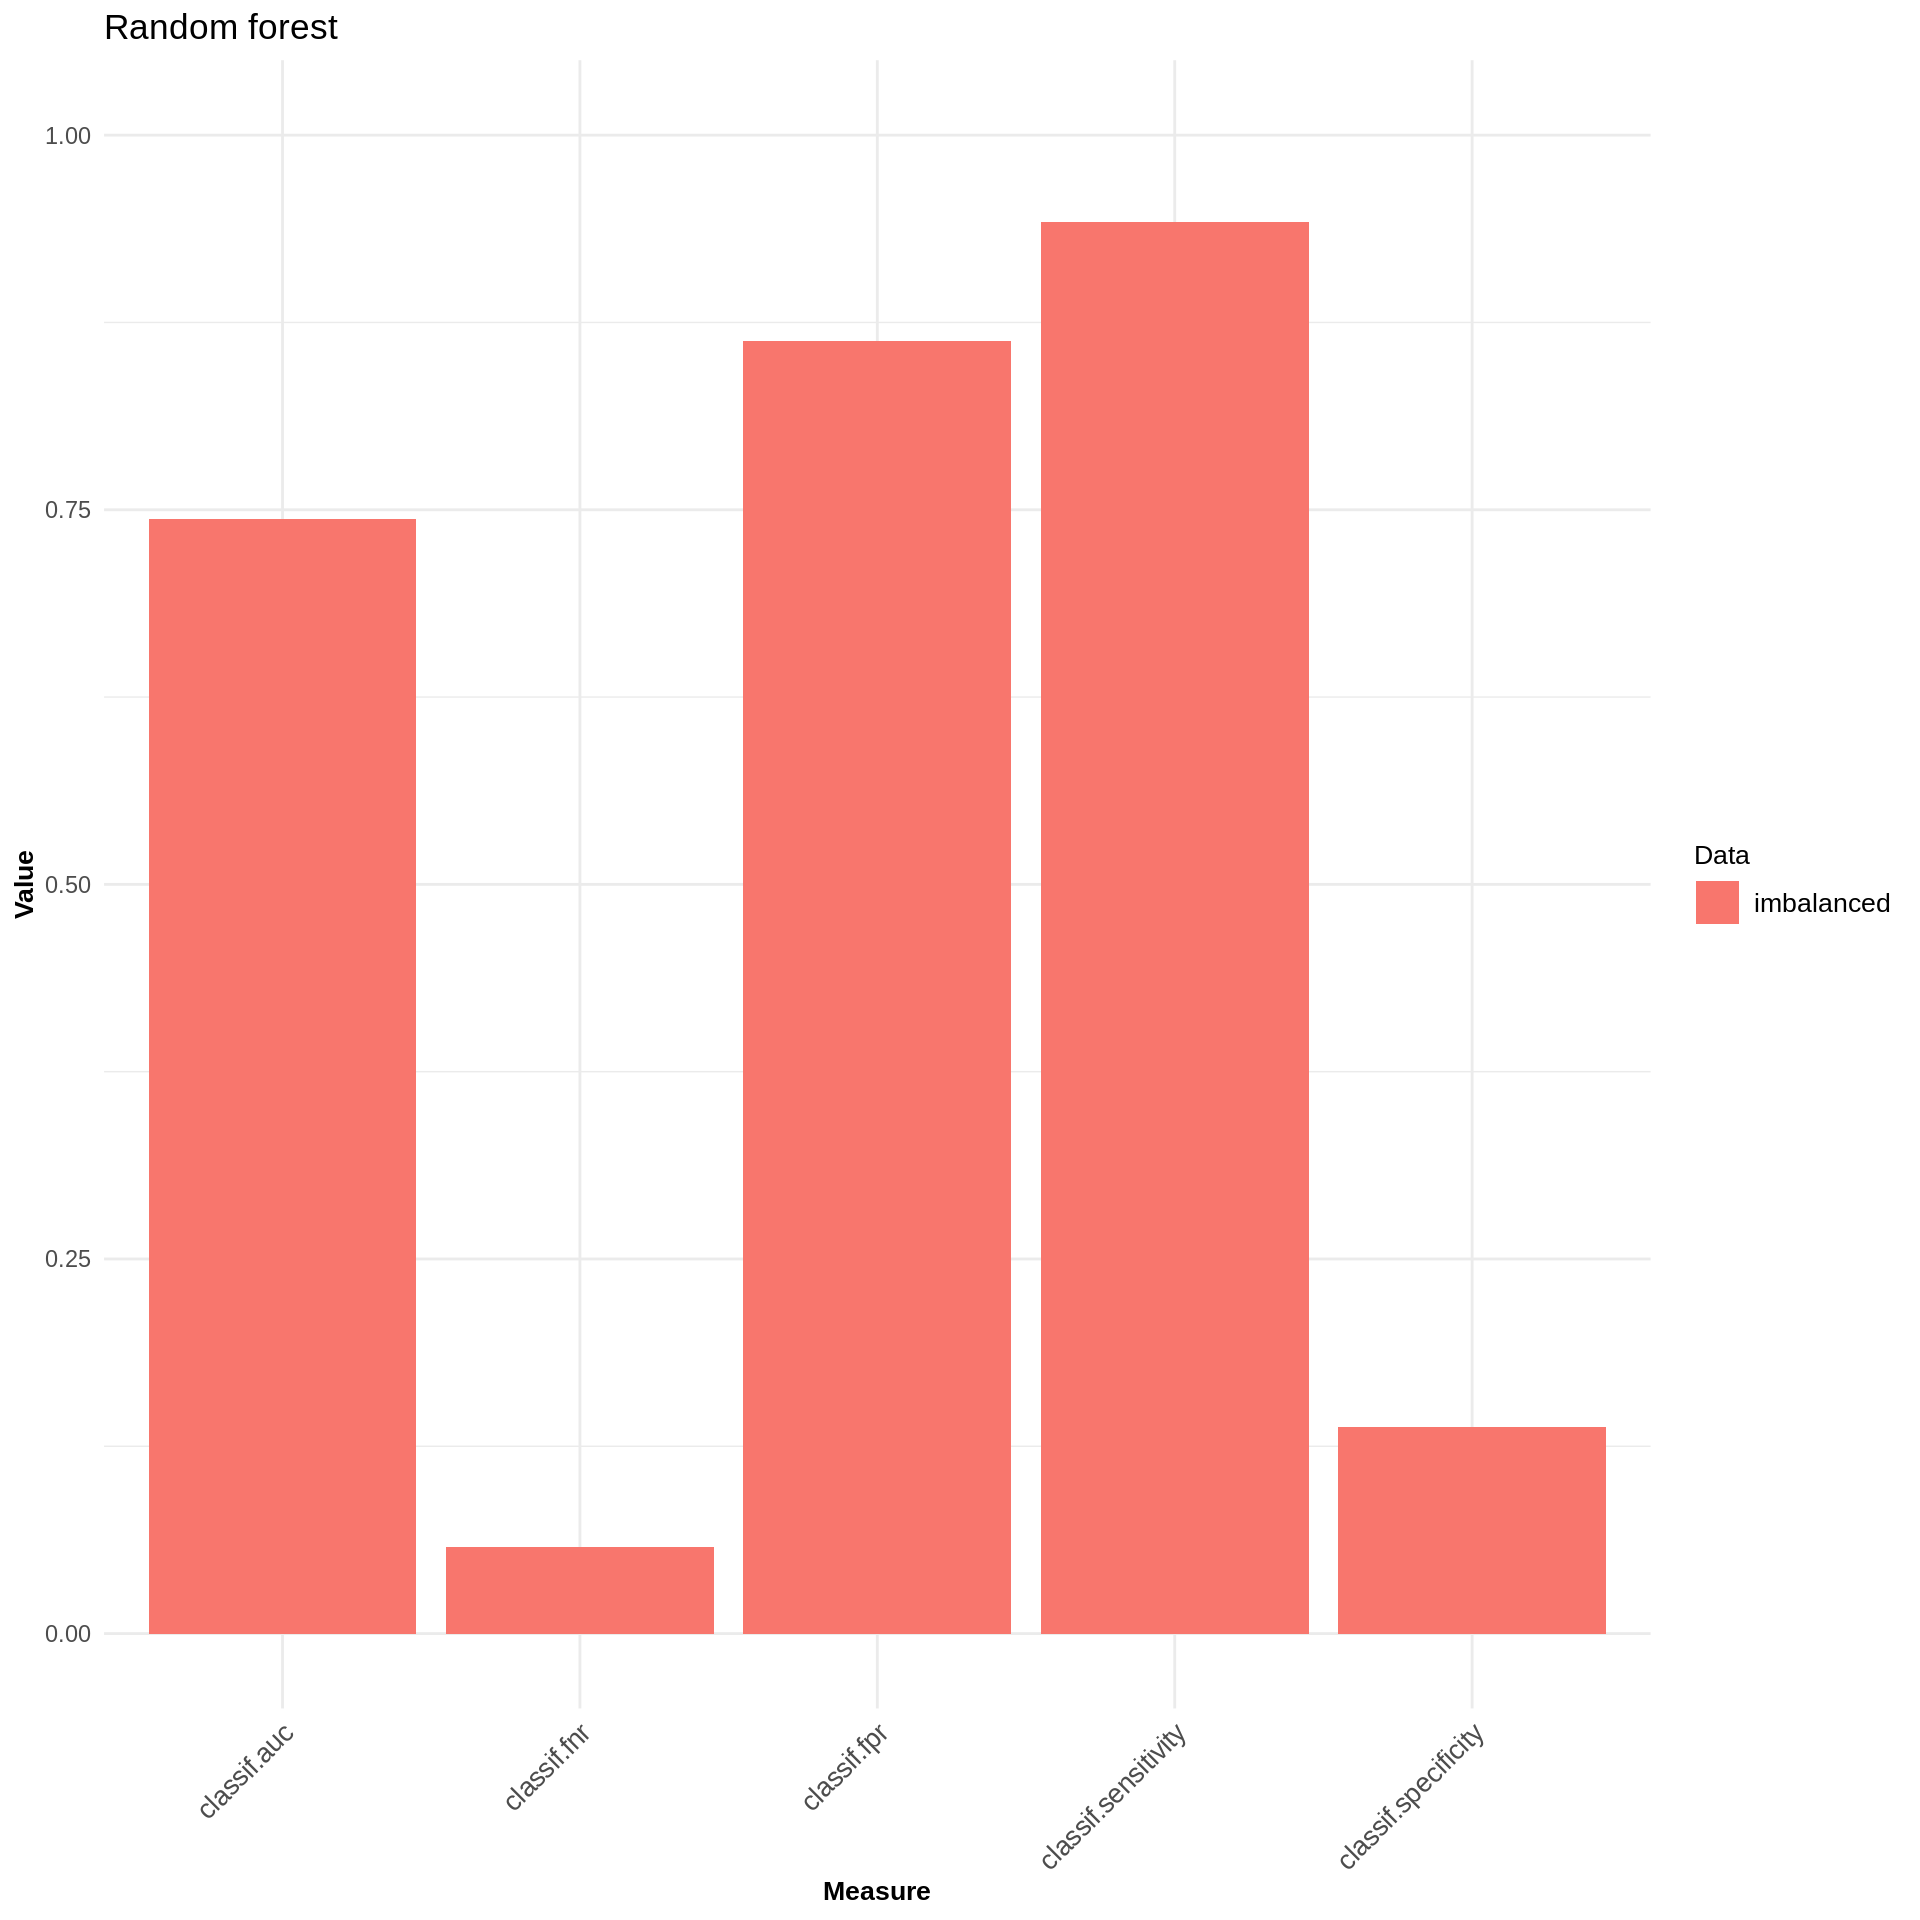 Random forest
1.00
0.75
0.50
0.25
0.00
Value
classif.auc
classif.fnr
classif.fpr
classif.sensitivity
classif.specificity
Measure
Data
imbalanced